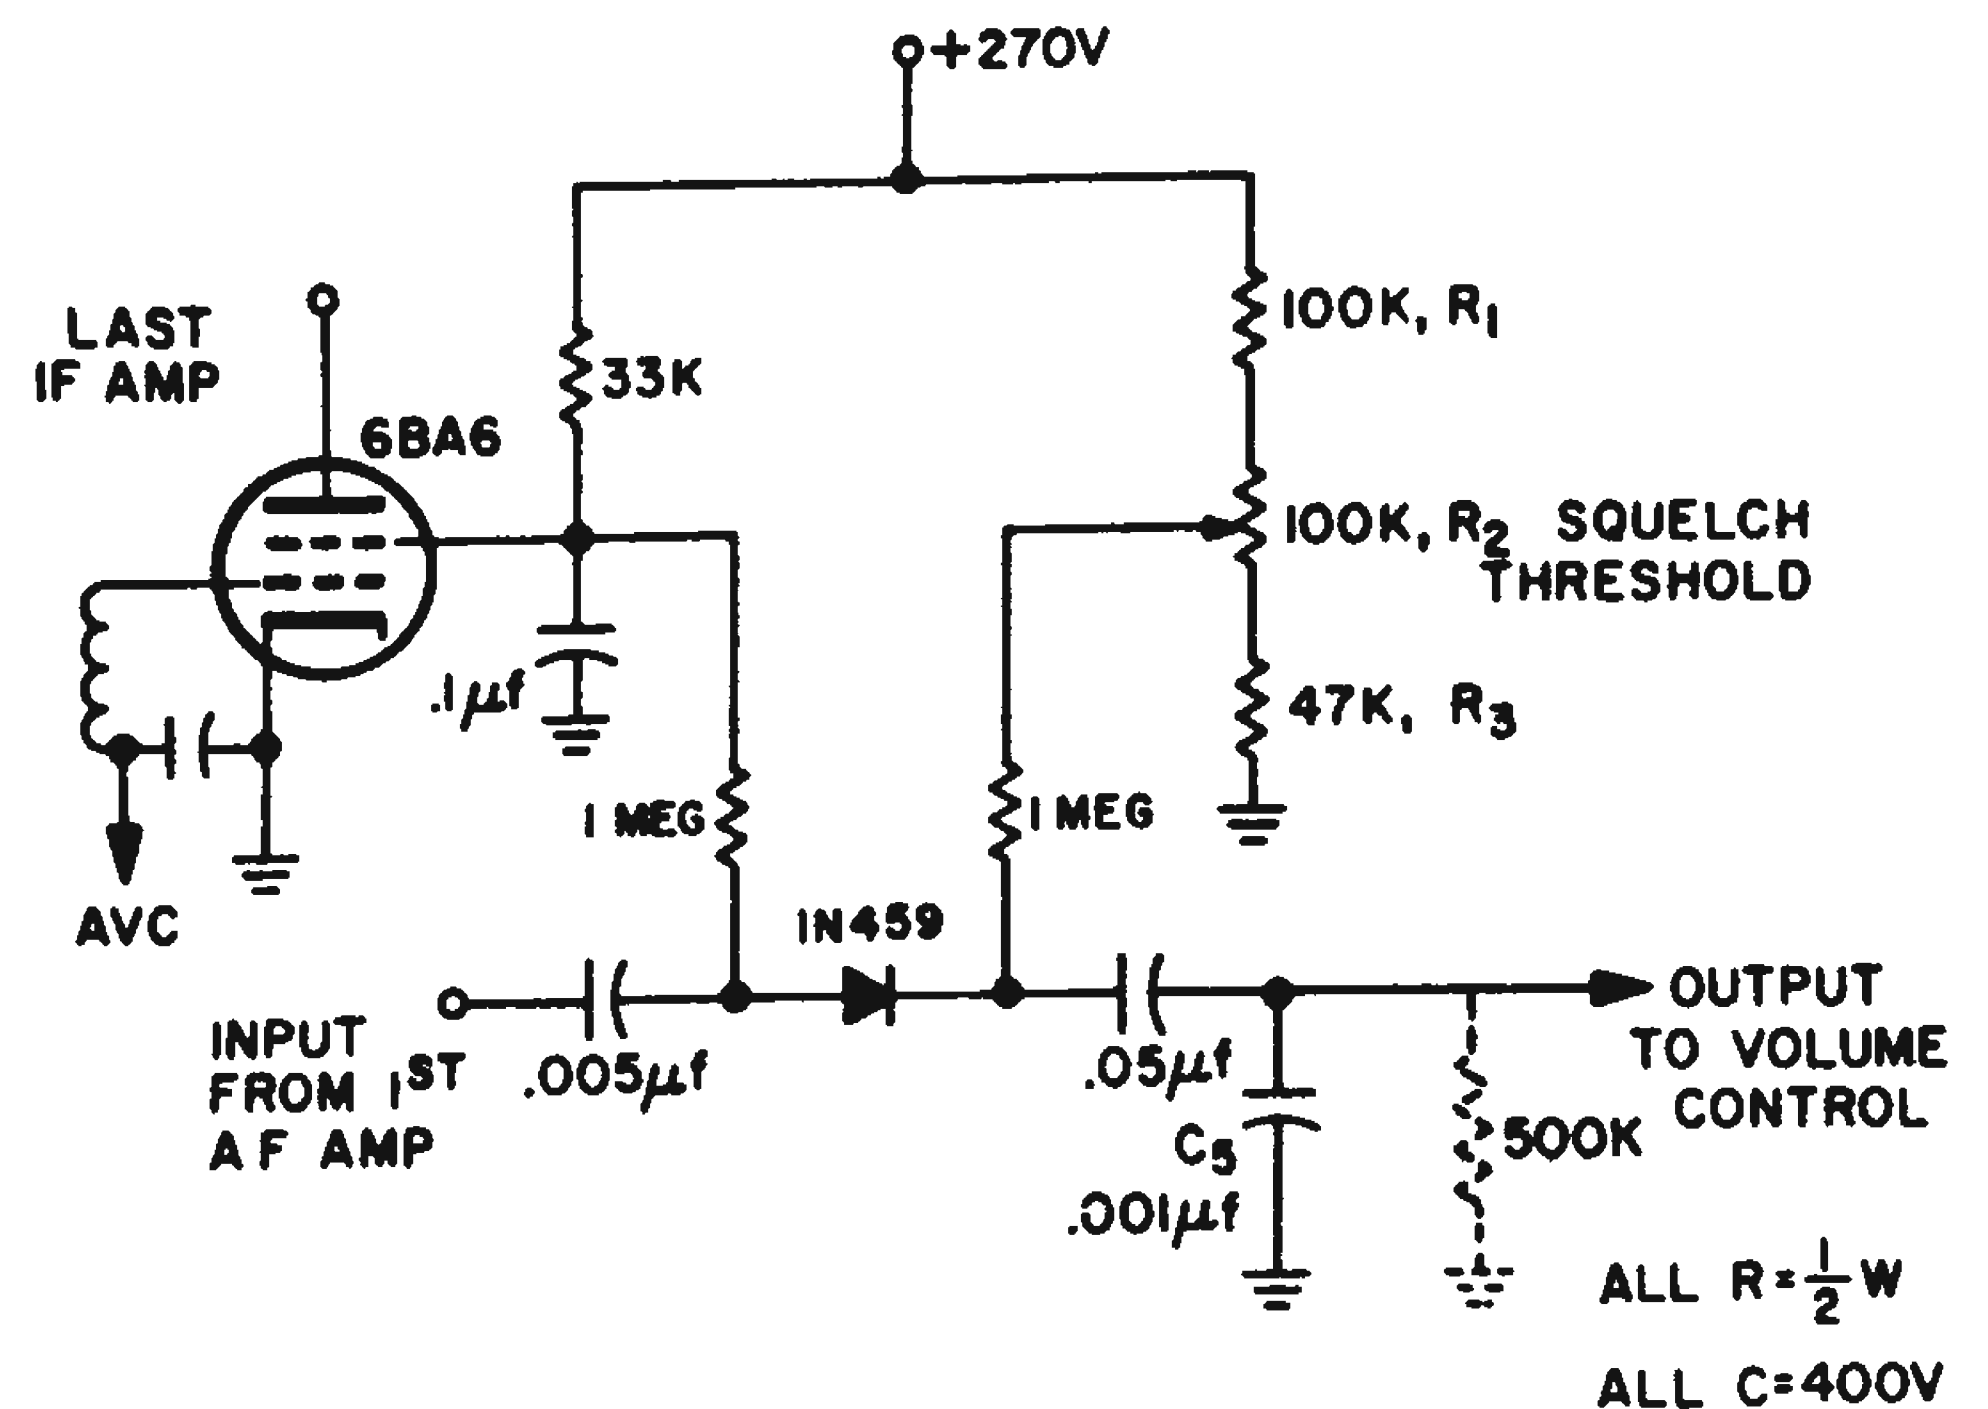 +270V
LAST
IF AMP
6BA6
33K
100K, R1
100K, R2 SQUELCH
THRESHOLD
.1µf
47K, R3
1 MEG
1 MEG
AVC
1N459
INPUT
FROM 1ST
AF AMP
.005µf
.05µf
OUTPUT
TO VOLUME
CONTROL
C5
.001µf
500K
ALL R=1/2 W
ALL C=400V